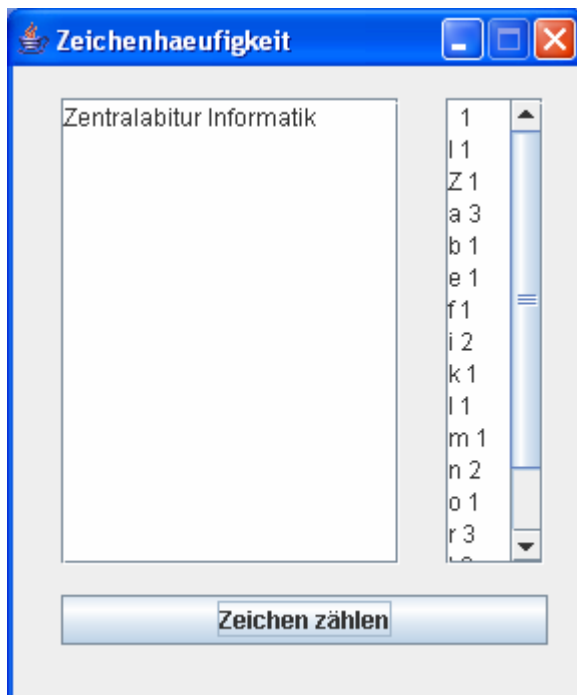 Zeichenhaeufigkeit
Zentralabitur Informatik
1
I 1
Z 1
a 3
b 1
e 1
f 1
i 2
k 1
l 1
m 1
n 2
o 1
r 3
Zeichen zählen